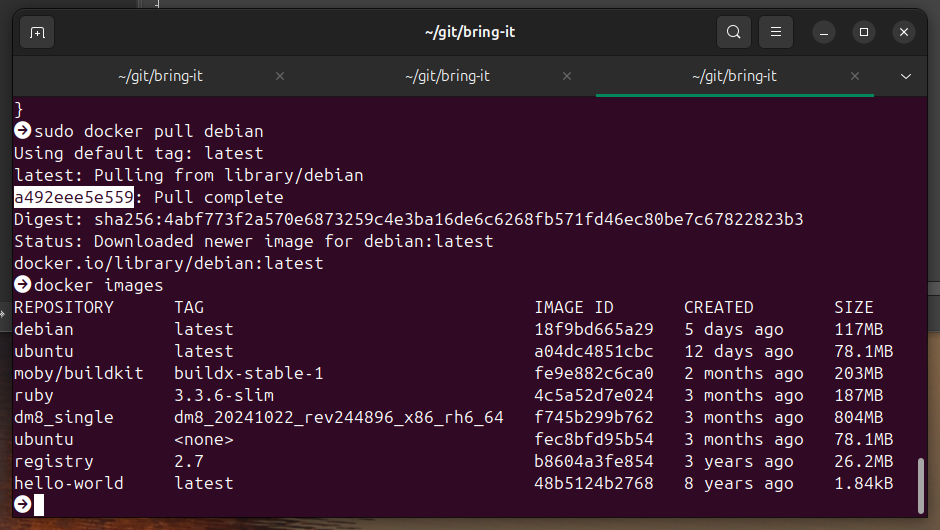 ~/git/bring-it
~/git/bring-it × ~/git/bring-it × ~/git/bring-it ×
}
sudo docker pull debian
Using default tag: latest
latest: Pulling from library/debian
a492eee5e559: Pull complete
Digest: sha256:4abf773f2a570e6873259c4e3ba16de6c6268fb571fd46ec80be7c67822823b3
Status: Downloaded newer image for debian:latest
docker.io/library/debian:latest
docker images
REPOSITORY TAG IMAGE ID CREATED SIZE
debian latest 18f9bd665a29 5 days ago 117MB
ubuntu latest a04dc4851cbc 12 days ago 78.1MB
moby/buildkit buildx-stable-1 fe9e882c6ca0 2 months ago 203MB
ruby 3.3.6-slim 4c5a52d7e024 3 months ago 187MB
dm8_single dm8_20241022_rev244896_x86_rh6_64 f745b299b762 3 months ago 804MB
ubuntu <none> fec8bfd95b54 3 months ago 78.1MB
registry 2.7 b8604a3fe854 3 years ago 26.2MB
hello-world latest 48b5124b2768 8 years ago 1.84kB